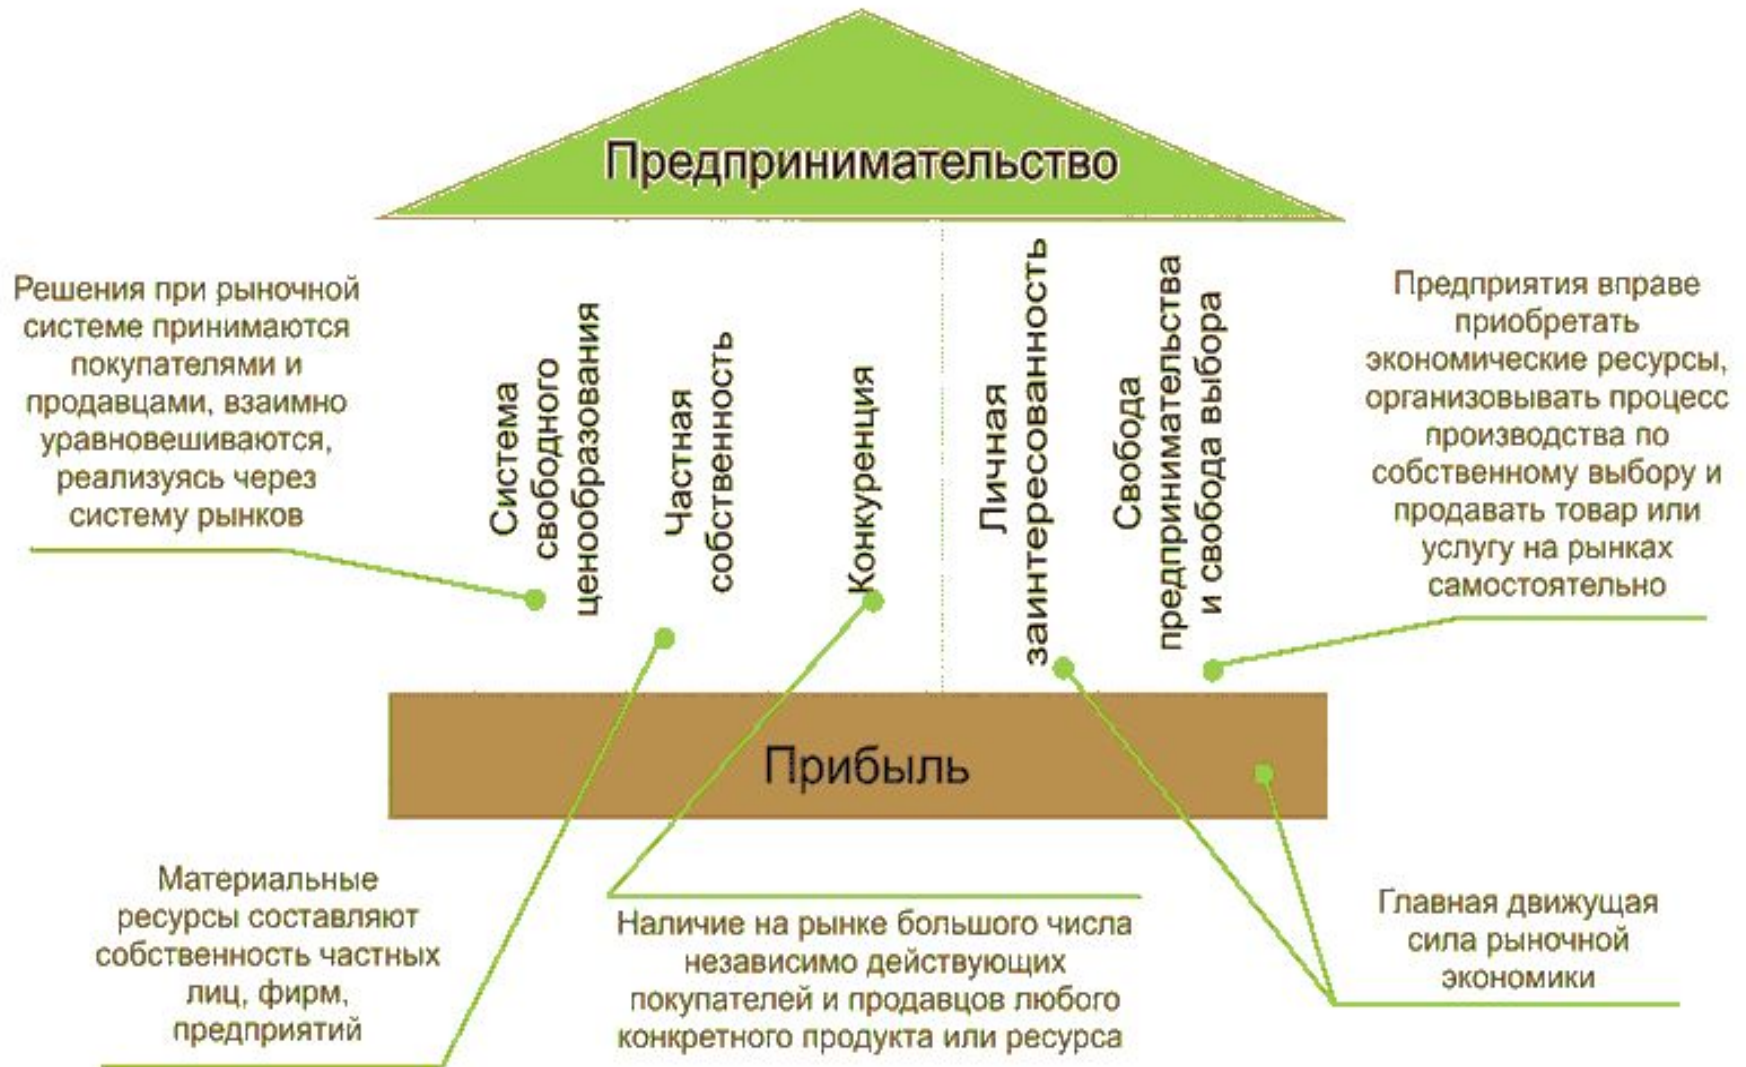 Предпринимательство
Решения при рыночной
системе принимаются
покупателями и
продавцами, взаимно
уравновешиваются,
реализуясь через
систему рынков
Система
свободного
ценообразования
Частная
собственность
Конкуренция
Личная
заинтересованность
Свобода
предпринимательства
и свобода выбора
Предприятия вправе
приобретать
экономические ресурсы,
организовывать процесс
производства по
собственному выбору и
продавать товар или
услугу на рынках
самостоятельно
Прибыль
Материальные
ресурсы составляют
собственность частных
лиц, фирм,
предприятий
Наличие на рынке большого числа
независимо действующих
покупателей и продавцов любого
конкретного продукта или ресурса
Главная движущая
сила рыночной
экономики